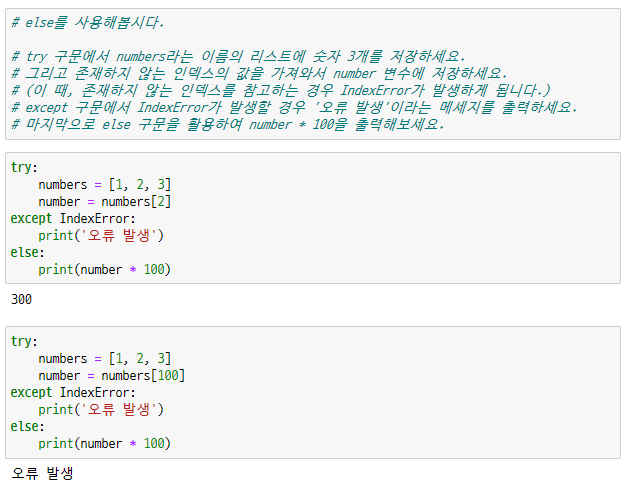 # else를 사용해봅시다.
# try 구문에서 numbers라는 이름의 리스트에 숫자 3개를 저장하세요.
# 그리고 존재하지 않는 인덱스의 값을 가져와서 number 변수에 저장하세요.
# (이 때, 존재하지 않는 인덱스를 참고하는 경우 IndexError가 발생하게 됩니다.)
# except 구문에서 IndexError가 발생할 경우 '오류 발생'이라는 메세지를 출력하세요.
# 마지막으로 else 구문을 활용하여 number * 100을 출력해보세요.
try:
    numbers = [1, 2, 3]
    number = numbers[2]
except IndexError:
    print('오류 발생')
else:
    print(number * 100)
300
try:
    numbers = [1, 2, 3]
    number = numbers[100]
except IndexError:
    print('오류 발생')
else:
    print(number * 100)
오류 발생